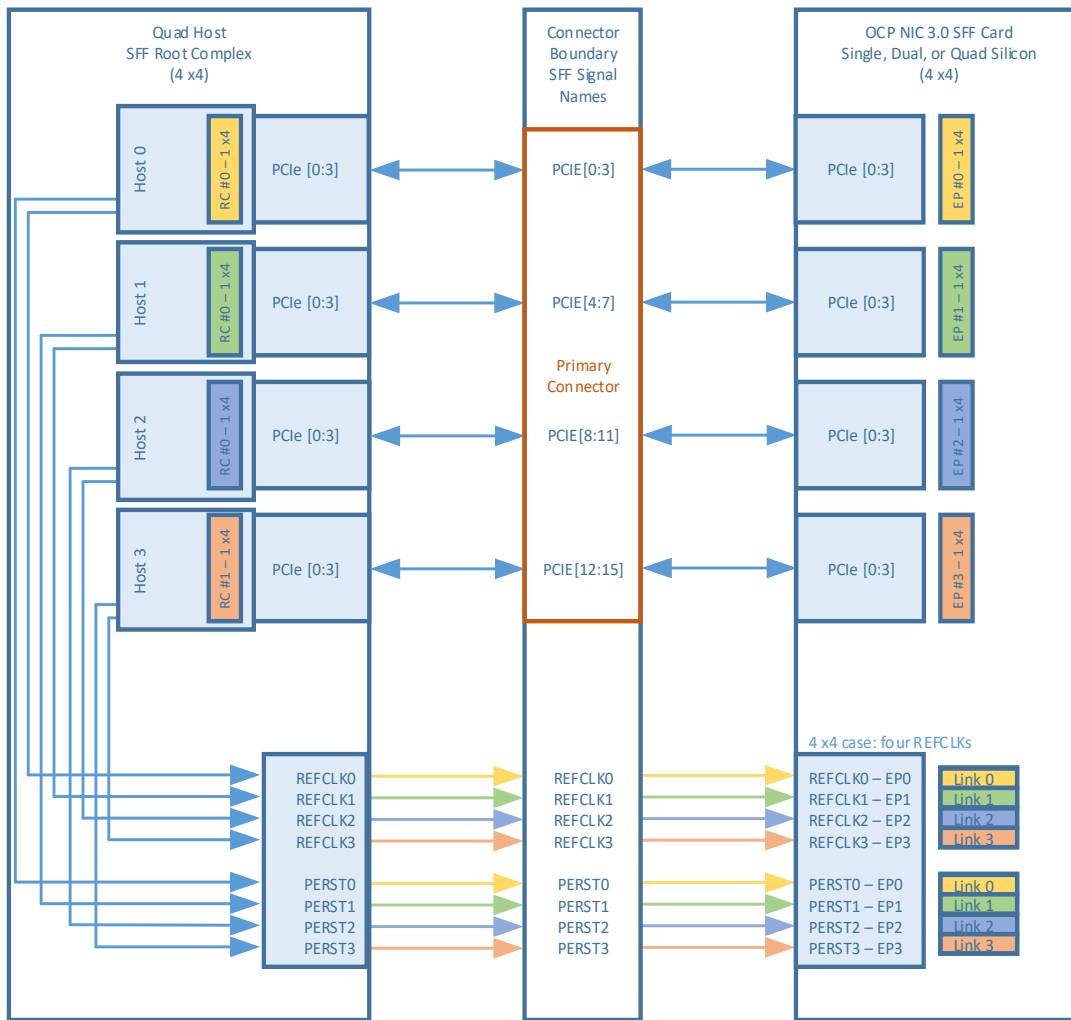 Quad Host
SFF Root Complex
(4 x4)
Connector
Boundary
SFF Signal
Names
OCP NIC 3.0 SFF Card
Single, Dual, or Quad Silicon
(4 x4)
Host 0
RC #0 – 1 x4
PCIe [0:3]
PCIE[0:3]
PCIe [0:3]
EP #0 – 1 x4
Host 1
RC #0 – 1 x4
PCIe [0:3]
PCIE[4:7]
PCIe [0:3]
EP #1 – 1 x4
Primary
Connector
Host 2
RC #0 – 1 x4
PCIe [0:3]
PCIE[8:11]
PCIe [0:3]
EP #2 – 1 x4
Host 3
RC #1 – 1 x4
PCIe [0:3]
PCIE[12:15]
PCIe [0:3]
EP #3 – 1 x4
4 x4 case: four REFCLKs
REFCLK0
REFCLK1
REFCLK2
REFCLK3
PERST0
PERST1
PERST2
PERST3
REFCLK0
REFCLK1
REFCLK2
REFCLK3
PERST0
PERST1
PERST2
PERST3
REFCLK0 – EP0
REFCLK1 – EP1
REFCLK2 – EP2
REFCLK3 – EP3
PERST0 – EP0
PERST1 – EP1
PERST2 – EP2
PERST3 – EP3
Link 0
Link 1
Link 2
Link 3
Link 0
Link 1
Link 2
Link 3